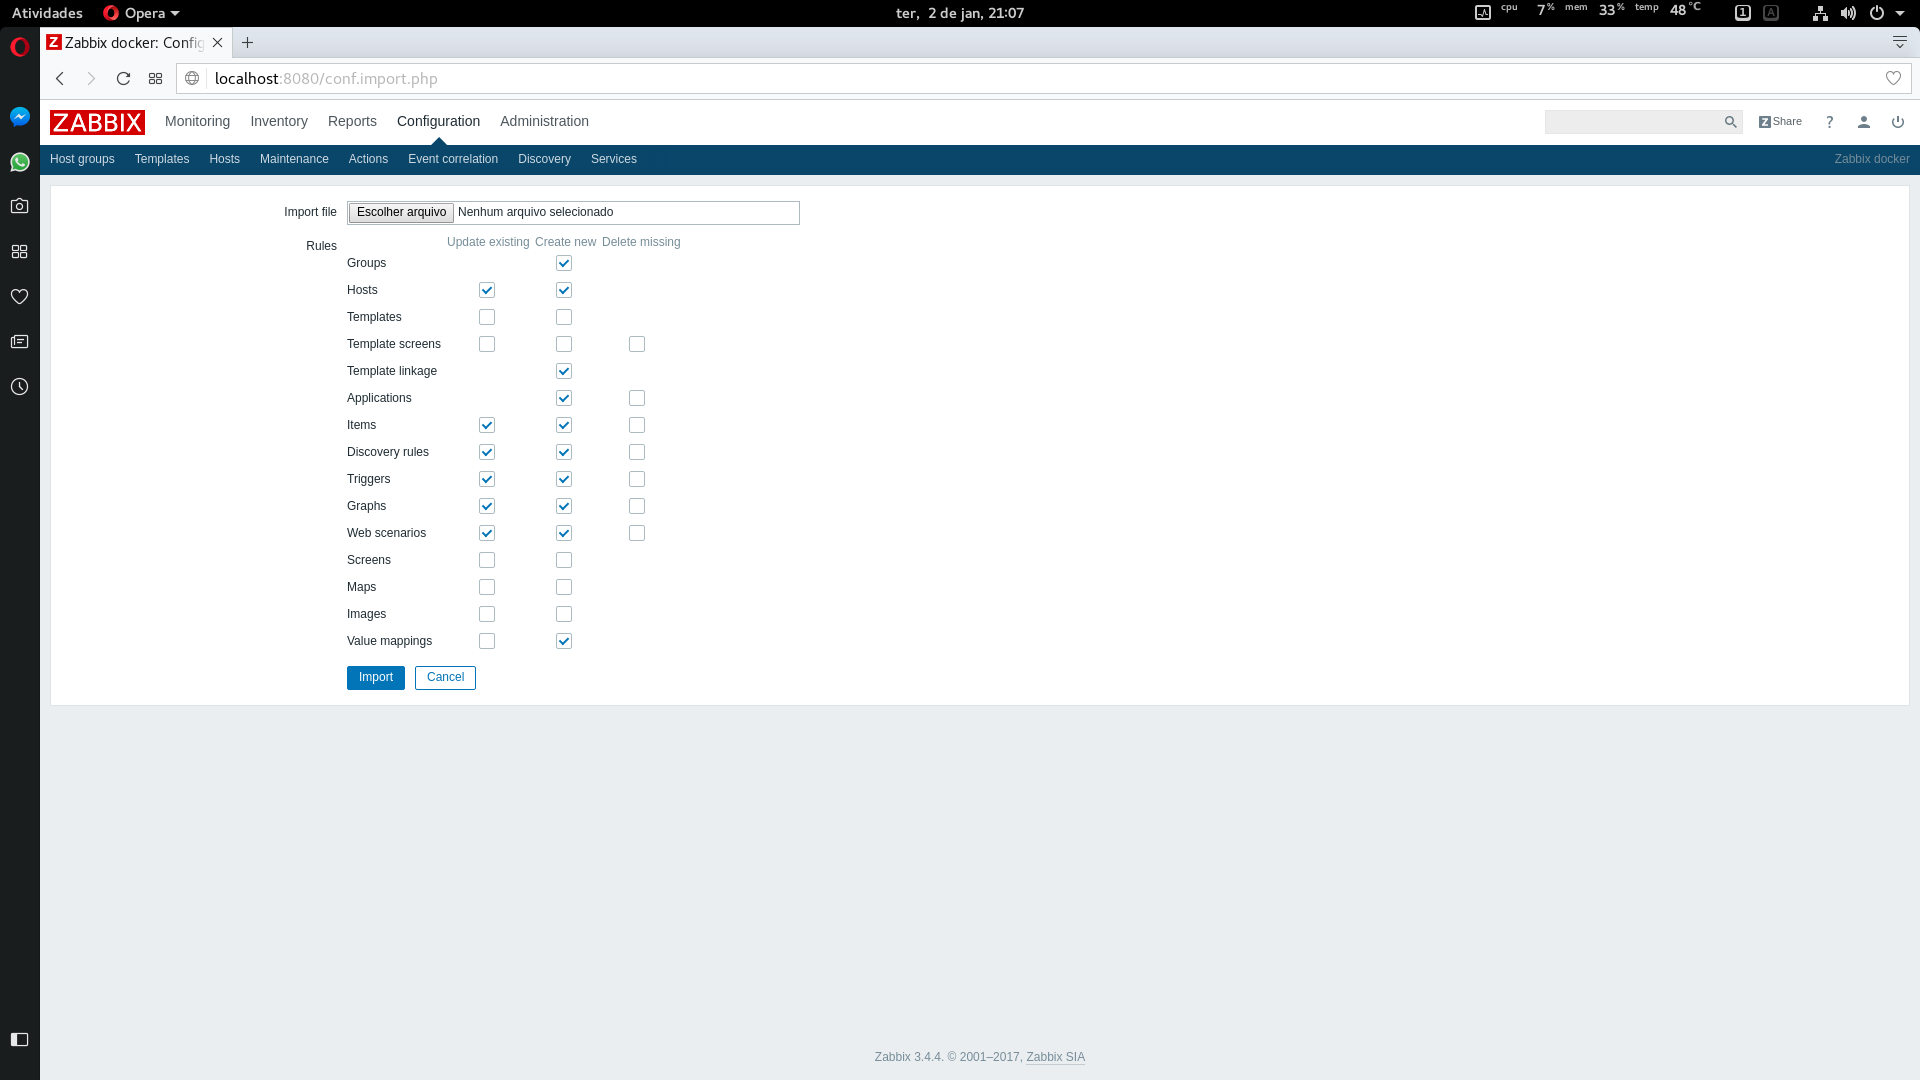 Atividades Opera ter, 2 de jan, 21:07 cpu 7% mem 33% temp 48°C 1 A
Z Zabbix docker: Config
localhost:8080/conf.import.php
ZABBIX Monitoring Inventory Reports Configuration Administration Z Share ?
Host groups Templates Hosts Maintenance Actions Event correlation Discovery Services Zabbix docker
Import file Escolher arquivo Nenhum arquivo selecionado
Rules Update existing Create new Delete missing
Groups
Hosts
Templates
Template screens
Template linkage
Applications
Items
Discovery rules
Triggers
Graphs
Web scenarios
Screens
Maps
Images
Value mappings
Import Cancel
Zabbix 3.4.4. © 2001–2017, Zabbix SIA